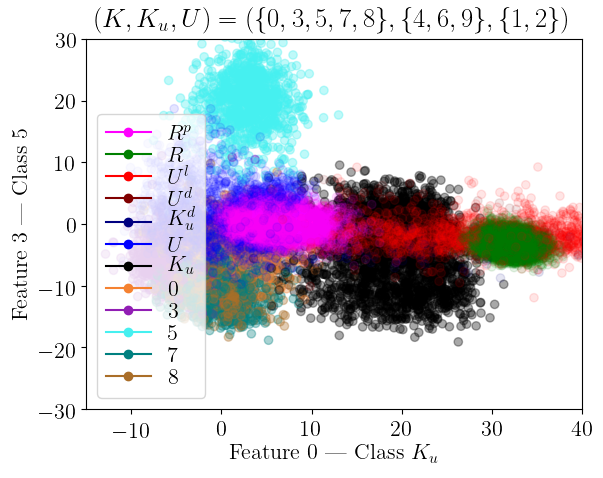 (K, K_u, U) = ({0, 3, 5, 7, 8}, {4, 6, 9}, {1, 2})
30
20
10
0
−10
−20
−30
Feature 3 — Class 5
R^p
R
U^l
U^d
K_u^d
U
K_u
0
3
5
7
8
−10 0 10 20 30 40
Feature 0 — Class K_u